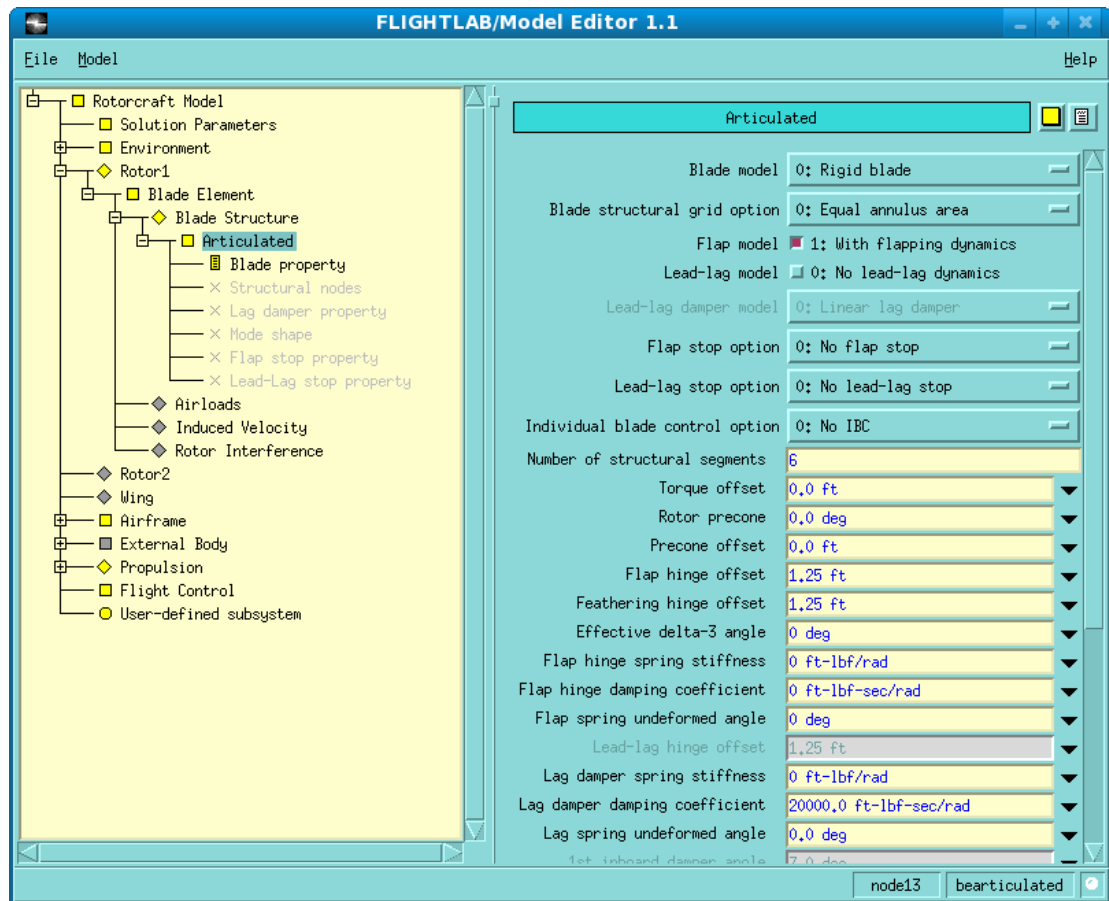 FLIGHTLAB/Model Editor 1.1
File Model Help
Rotorcraft Model
Solution Parameters
Environment
Rotor1
Blade Element
Blade Structure
Articulated
Blade property
Structural nodes
Lag damper property
Mode shape
Flap stop property
Lead-Lag stop property
Airloads
Induced Velocity
Rotor Interference
Rotor2
Wing
Airframe
External Body
Propulsion
Flight Control
User-defined subsystem
Articulated
Blade model 0: Rigid blade
Blade structural grid option 0: Equal annulus area
Flap model 1: With flapping dynamics
Lead-lag model 0: No lead-lag dynamics
Lead-lag damper model 0: Linear lag damper
Flap stop option 0: No flap stop
Lead-lag stop option 0: No lead-lag stop
Individual blade control option 0: No IBC
Number of structural segments 6
Torque offset 0.0 ft
Rotor precone 0.0 deg
Precone offset 0.0 ft
Flap hinge offset 1.25 ft
Feathering hinge offset 1.25 ft
Effective delta-3 angle 0 deg
Flap hinge spring stiffness 0 ft-lbf/rad
Flap hinge damping coefficient 0 ft-lbf-sec/rad
Flap spring undeformed angle 0 deg
Lead-lag hinge offset 1.25 ft
Lag damper spring stiffness 0 ft-lbf/rad
Lag damper damping coefficient 20000.0 ft-lbf-sec/rad
Lag spring undeformed angle 0.0 deg
1st inboard damper angle 7.0 deg
node13 bearticulated